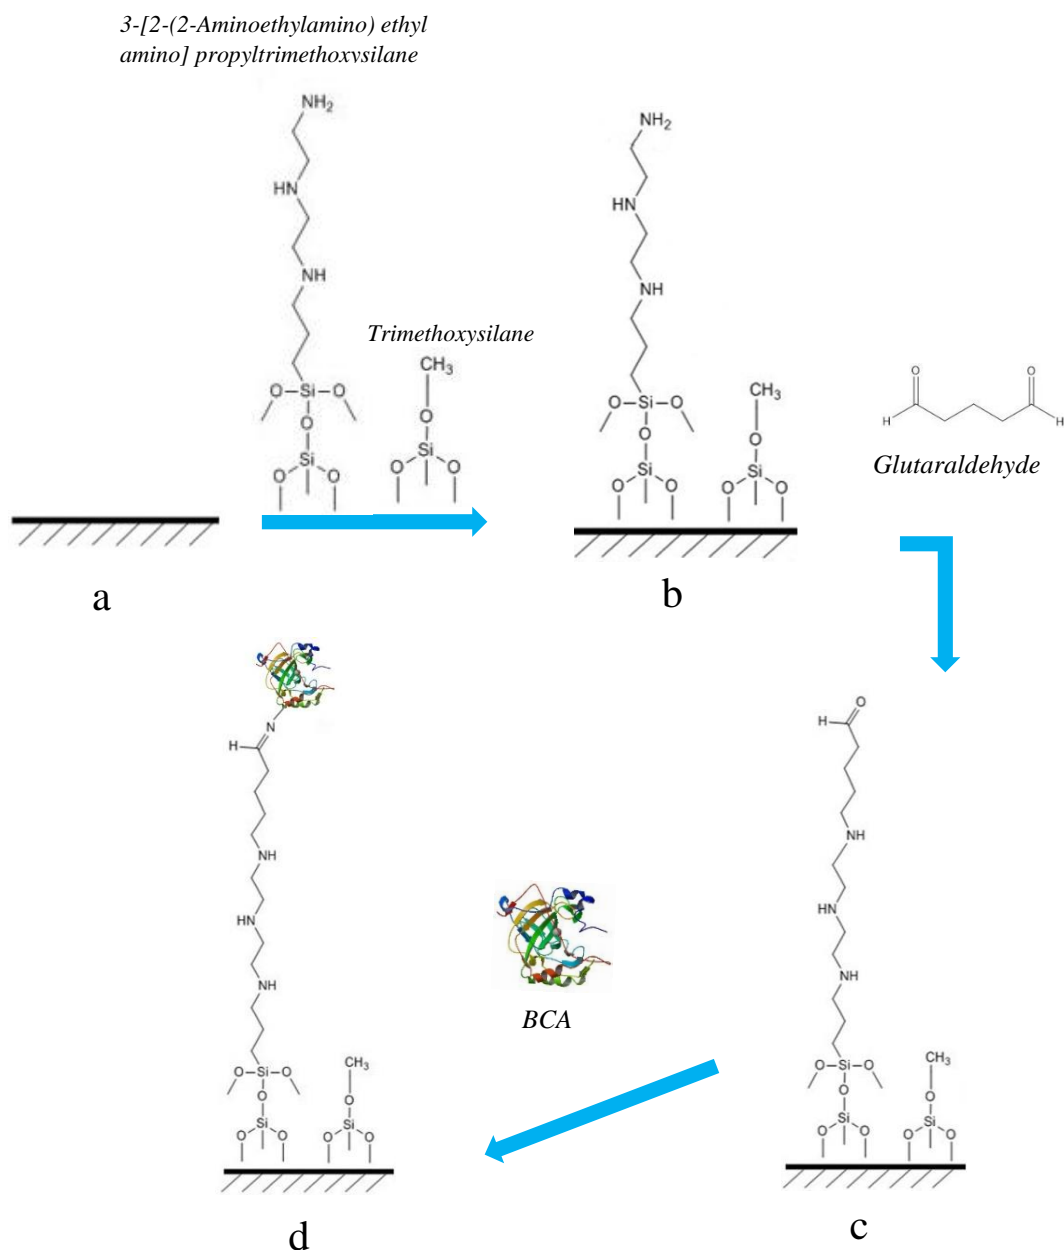 3-[2-(2-Aminoethylamino) ethyl
amino] propyltrimethoxysilane
NH2
HN
NH
Trimethoxysilane
CH3
O
O Si O
O
Si
O O
Si
O O
a
NH2
HN
NH
CH3
O Si O
O
O
Si
O O
Si
O O
b
O O
H H
Glutaraldehyde
H O
NH
HN
NH
CH3
O Si O
O
O
Si
O O
Si
O O
c
BCA
N
H
NH
HN
NH
CH3
O Si O
O
O
Si
O O
Si
O O
d